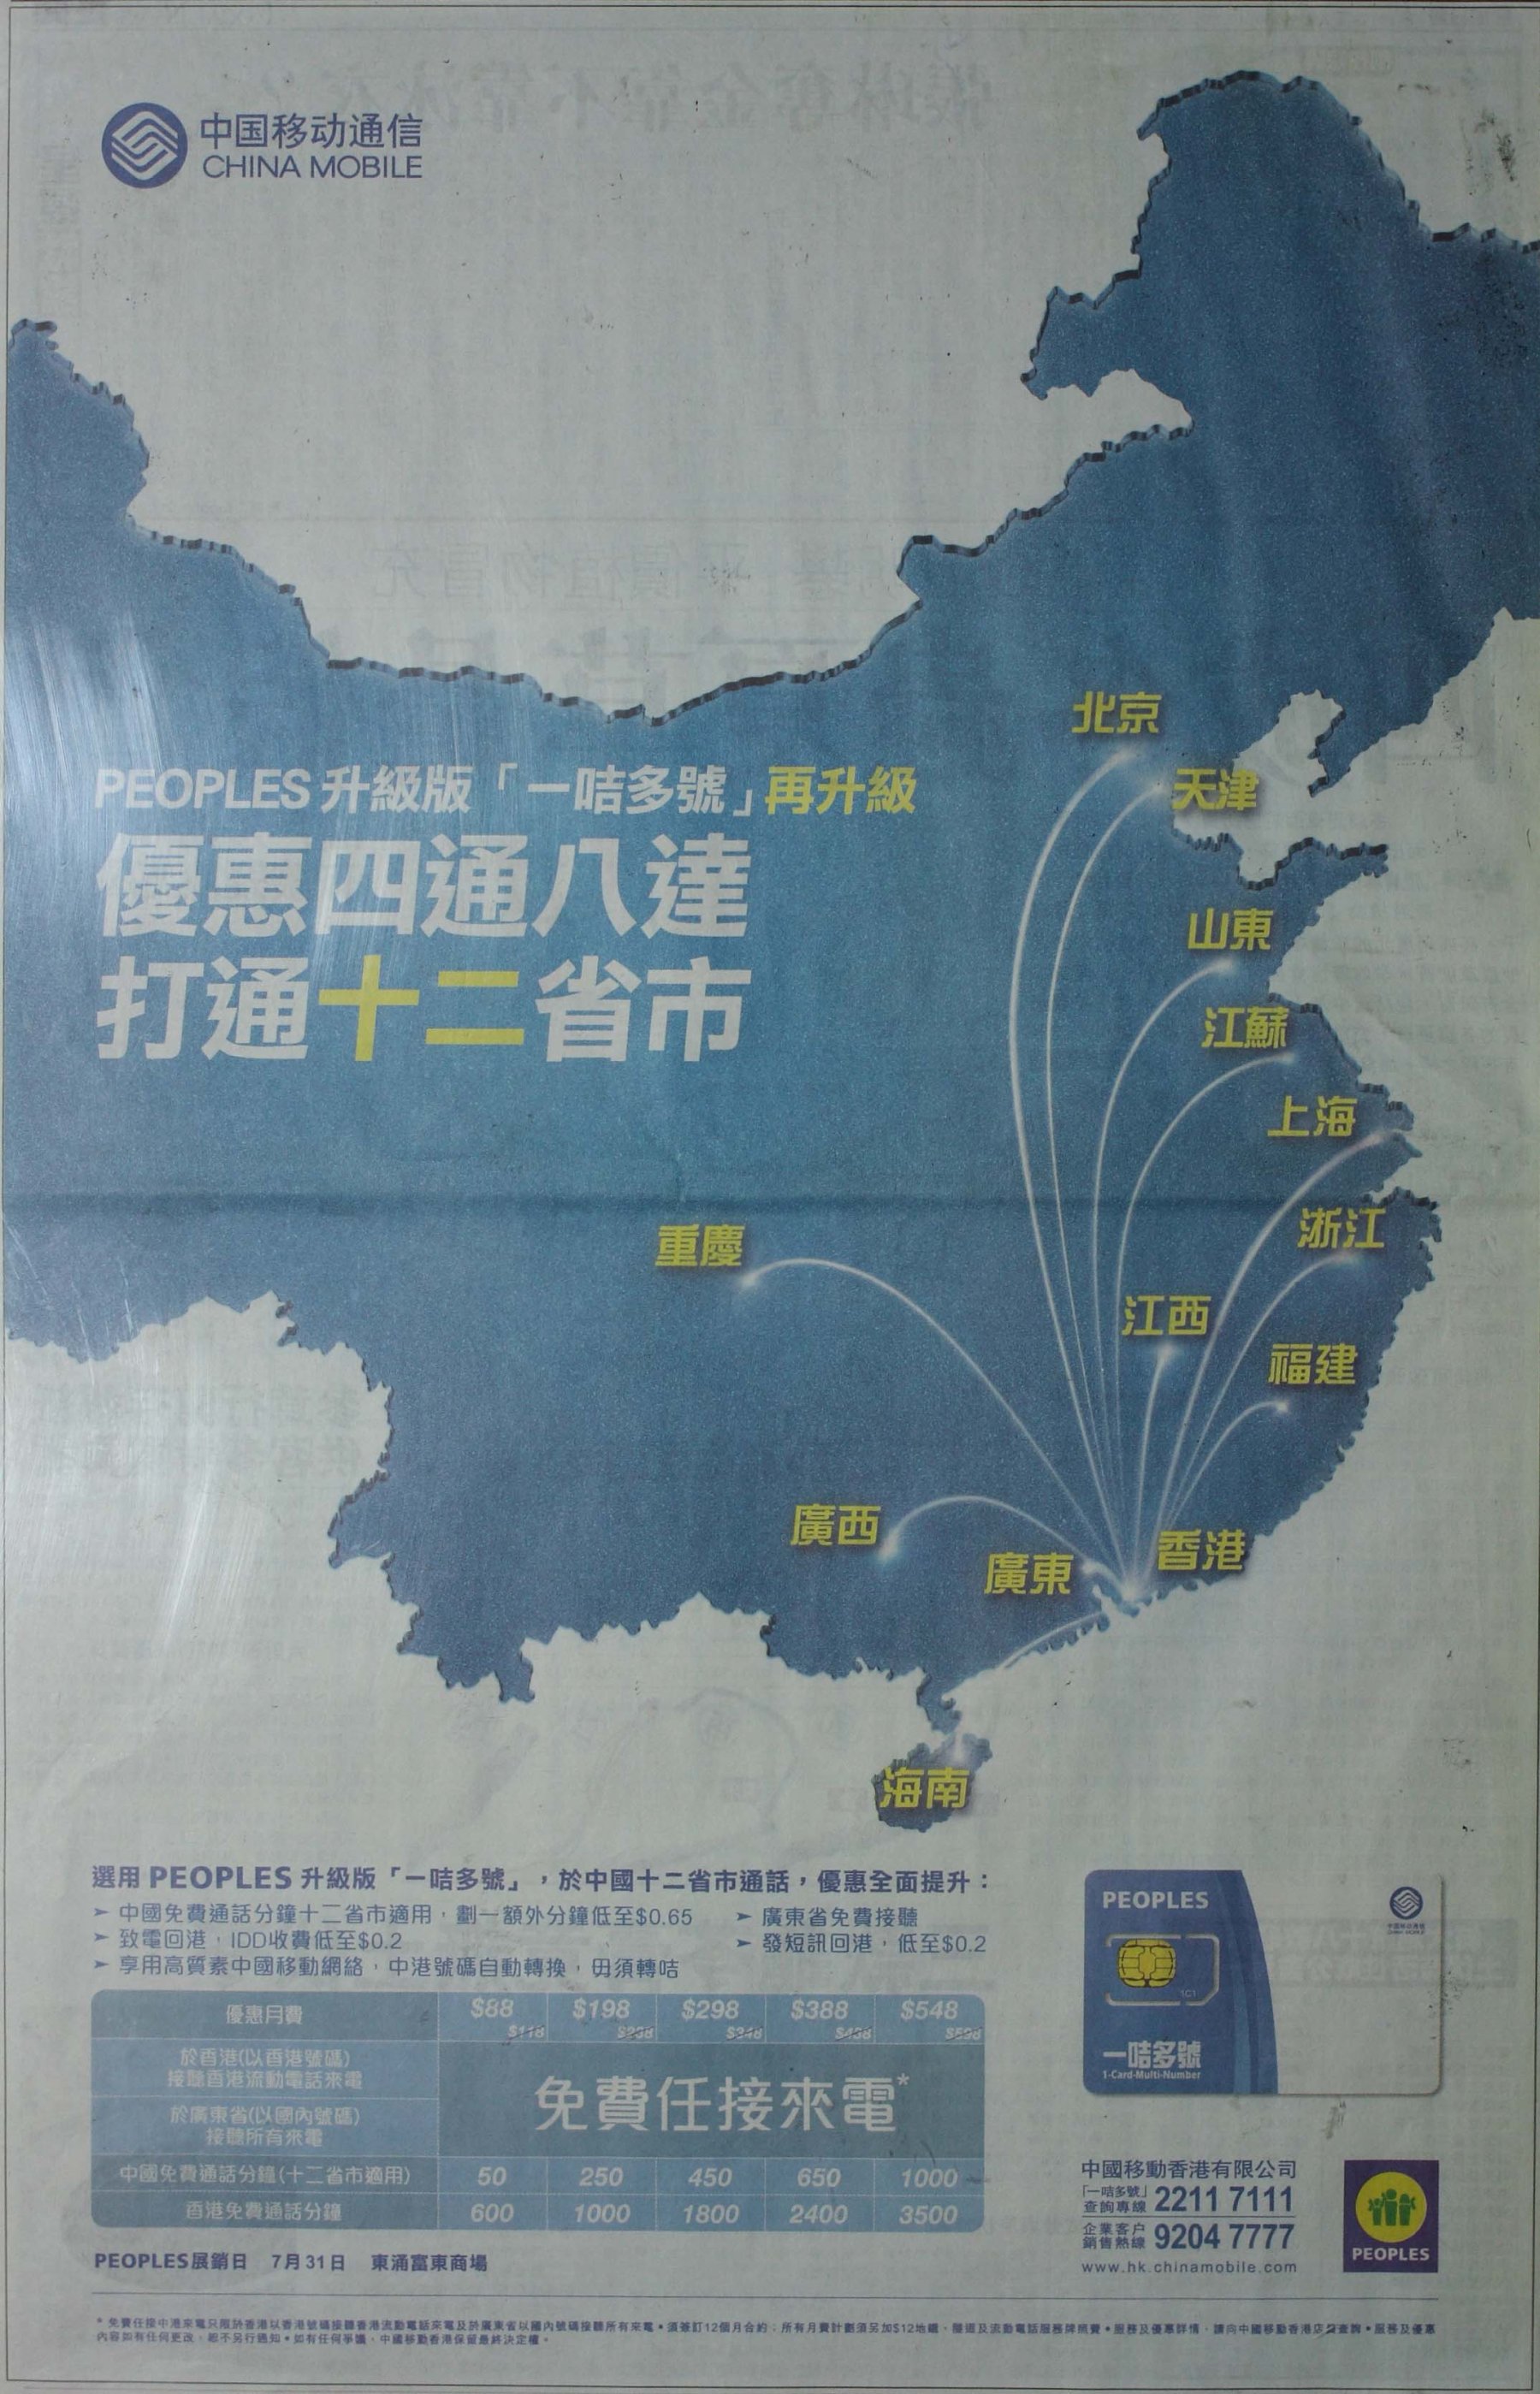 中国移动通信
CHINA MOBILE
北京
天津
PEOPLES 升級版「一咭多號」再升級
優惠四通八達
打通十二省市
山東
江蘇
上海
浙江
重慶
江西
福建
廣西
廣東
香港
海南
選用 PEOPLES 升級版「一咭多號」，於中國十二省市通話，優惠全面提升：
➢ 中國免費通話分鐘十二省市適用，劃一額外分鐘低至$0.65
➢ 廣東省免費接聽
➢ 致電回港，IDD收費低至$0.2
➢ 發短訊回港，低至$0.2
➢ 享用高質素中國移動網絡，中港號碼自動轉換，毋須轉咭
優惠月費 $88 $198 $298 $388 $548
$118 $238 $348 $438 $598
於香港(以香港號碼)
接聽香港流動電話來電
於廣東省(以國內號碼)
接聽所有來電
免費任接來電*
中國免費通話分鐘(十二省市適用) 50 250 450 650 1000
香港免費通話分鐘 600 1000 1800 2400 3500
PEOPLES展銷日 7月31日 東涌富東商場
PEOPLES
中国移动通信
CHINA MOBILE
1C1
一咭多號
1-Card-Multi-Number
中國移動香港有限公司
「一咭多號」
查詢專線 2211 7111
企業客户
銷售熱線 9204 7777
www.hk.chinamobile.com
PEOPLES
* 免費任接中港來電只限於香港以香港號碼接聽香港流動電話來電及於廣東省以國內號碼接聽所有來電。須簽訂12個月合約；所有月費計劃須另加$12地鐵、隧道及流動電話服務牌照費。服務及優惠詳情，請向中國移動香港店員查詢。服務及優惠
內容如有任何更改，恕不另行通知。如有任何爭議，中國移動香港保留最終決定權。